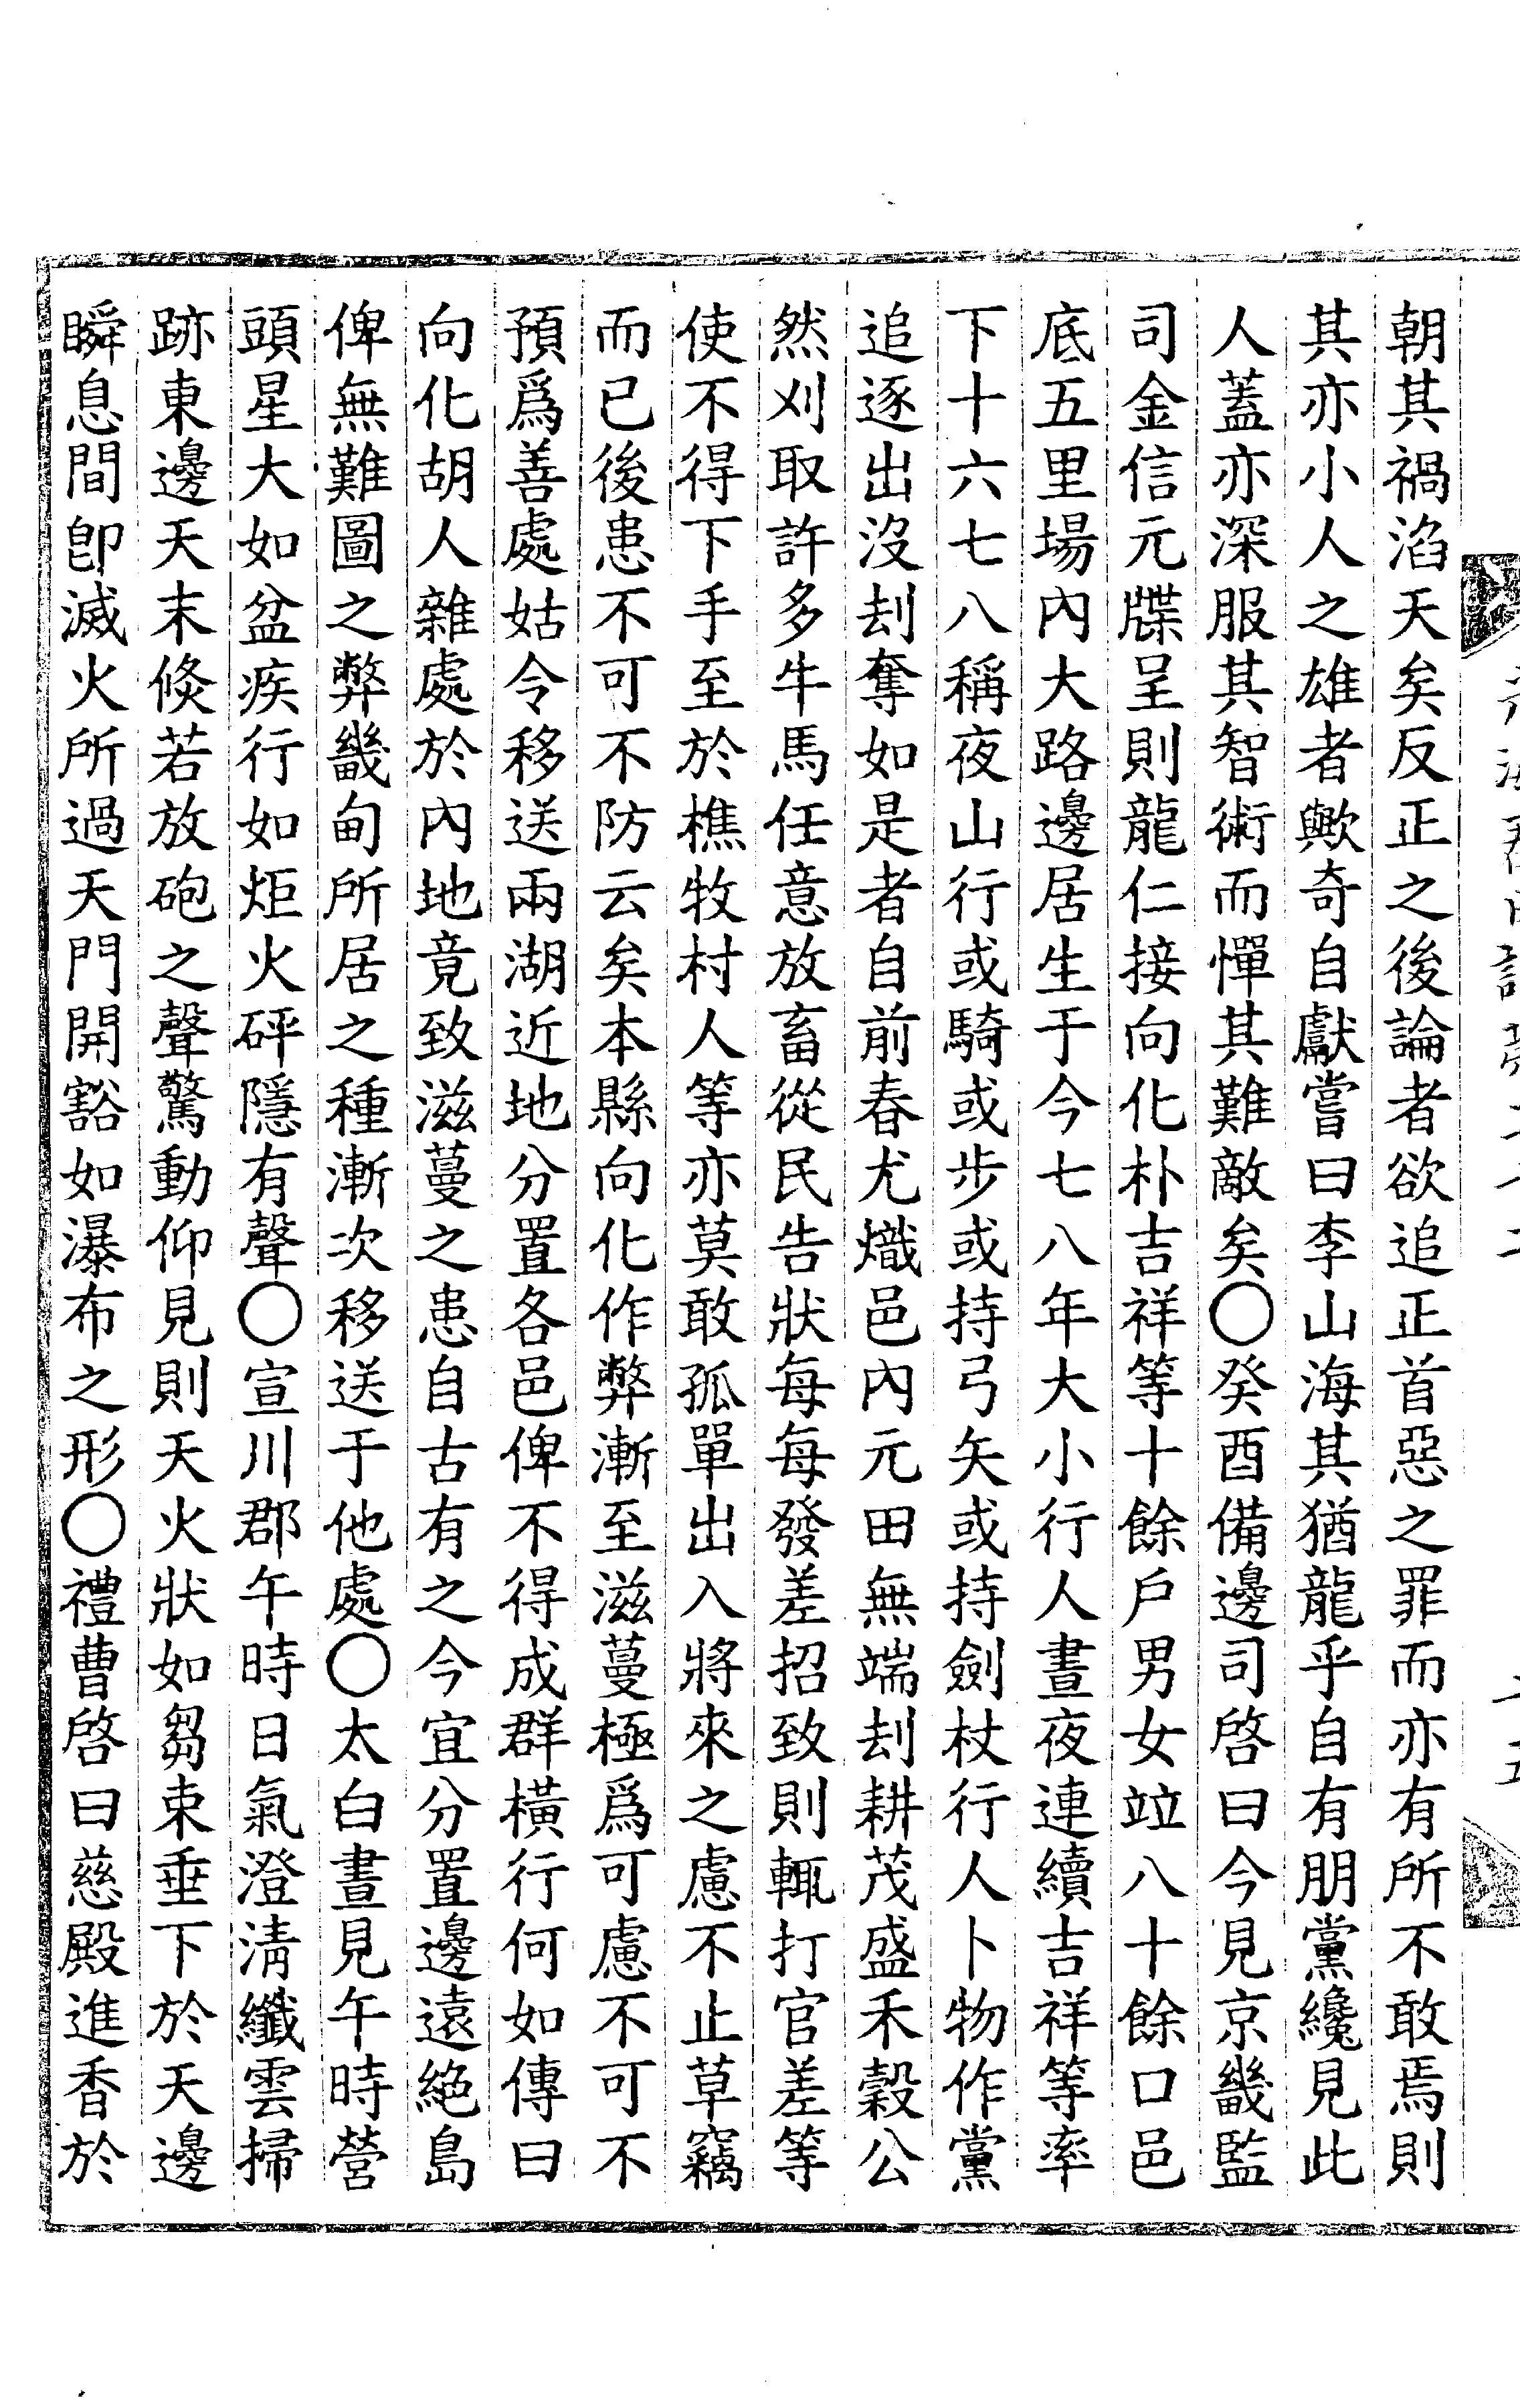 朝其禍滔天矣反正之後論者欲追正首惡之罪而亦有所不敢焉則
其亦小人之雄者歟奇自獻嘗曰李山海其猶龍乎自有朋黨纔見此
人蓋亦深服其智術而憚其難敵矣〇癸酉備邊司啓曰今見京畿監
司金信元牒呈則龍仁接向化朴吉祥等十餘戶男女竝八十餘口邑
底五里場內大路邊居生于今七八年大小行人晝夜連續吉祥等率
下十六七八稱夜山行或騎或步或持弓矢或持劍杖行人卜物作黨
追逐出沒刦奪如是者自前春尤熾邑內元田無端刦耕茂盛禾穀公
然刈取許多牛馬任意放畜從民告狀每每發差招致則輒打官差等
使不得下手至於樵牧村人等亦莫敢孤單出入將來之慮不止草竊
而已後患不可不防云矣本縣向化作弊漸至滋蔓極爲可慮不可不
預爲善處姑令移送兩湖近地分置各邑俾不得成群橫行何如傳曰
向化胡人雜處於內地竟致滋蔓之患自古有之今宜分置邊遠絕島
俾無難圖之弊畿甸所居之種漸次移送于他處〇太白晝見午時營
頭星大如盆疾行如炬火砰隱有聲〇宣川郡午時日氣澄淸纖雲掃
跡東邊天末倐若放砲之聲驚動仰見則天火狀如芻束垂下於天邊
瞬息間卽滅火所過天門開豁如瀑布之形〇禮曹啓曰慈殿進香於